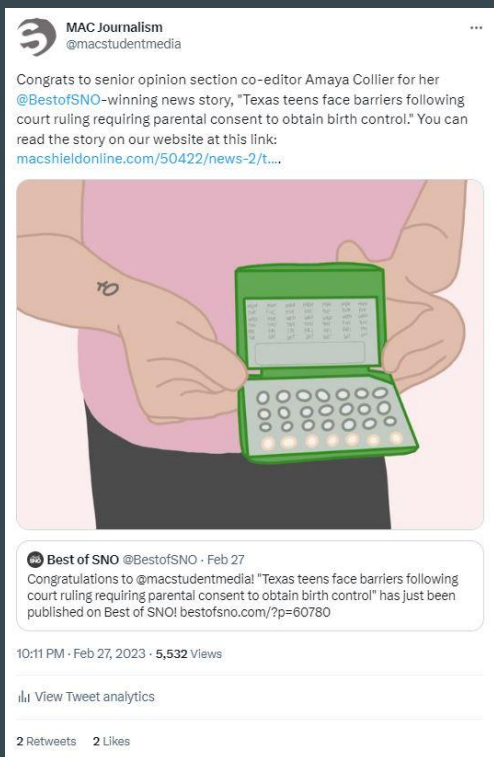 MAC Journalism
@macstudentmedia
Congrats to senior opinion section co-editor Amaya Collier for her
@BestofSNO-winning news story, "Texas teens face barriers following
court ruling requiring parental consent to obtain birth control." You can
read the story on our website at this link:
macshieldonline.com/50422/news-2/t....
Best of SNO @BestofSNO · Feb 27
Congratulations to @macstudentmedia! "Texas teens face barriers following
court ruling requiring parental consent to obtain birth control" has just been
published on Best of SNO! bestofsno.com/?p=60780
10:11 PM · Feb 27, 2023 · 5,532 Views
View Tweet analytics
2 Retweets 2 Likes